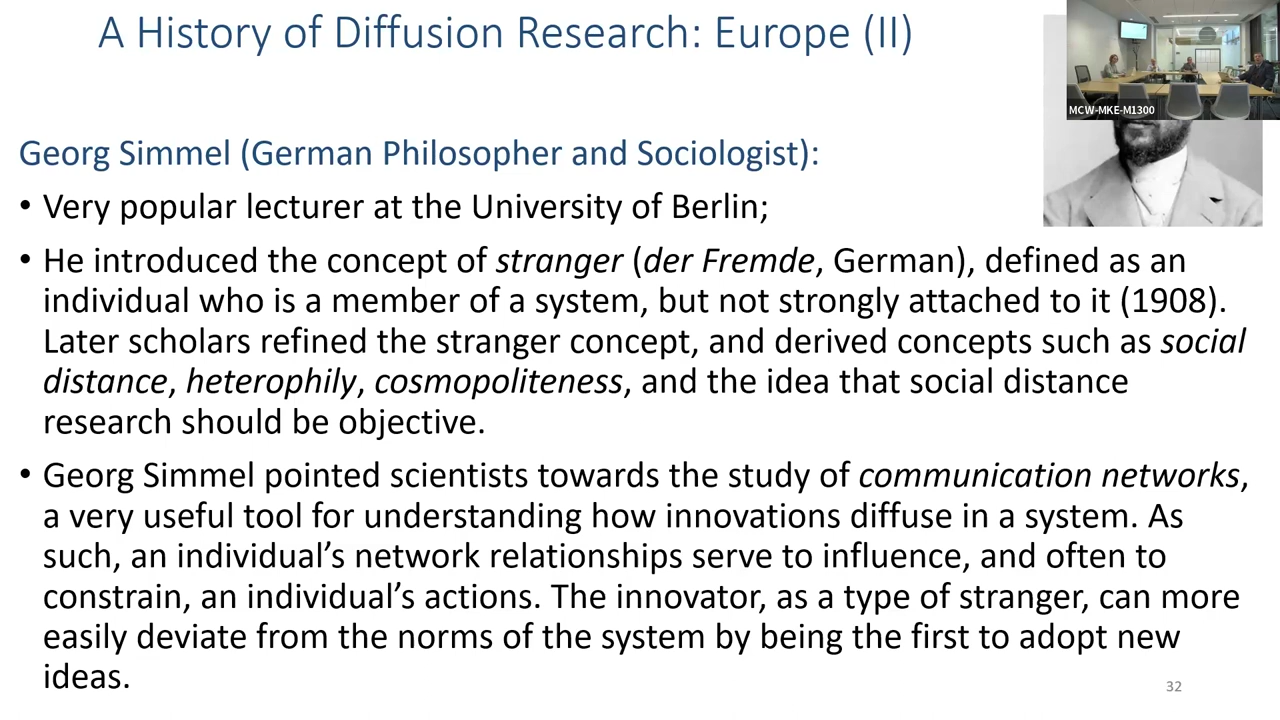 A History of Diffusion Research: Europe (II)
MCW-MKE-M1300
Georg Simmel (German Philosopher and Sociologist):
• Very popular lecturer at the University of Berlin;
• He introduced the concept of stranger (der Fremde, German), defined as an
individual who is a member of a system, but not strongly attached to it (1908).
Later scholars refined the stranger concept, and derived concepts such as social
distance, heterophily, cosmopoliteness, and the idea that social distance
research should be objective.
• Georg Simmel pointed scientists towards the study of communication networks,
a very useful tool for understanding how innovations diffuse in a system. As
such, an individual’s network relationships serve to influence, and often to
constrain, an individual’s actions. The innovator, as a type of stranger, can more
easily deviate from the norms of the system by being the first to adopt new
ideas.
32